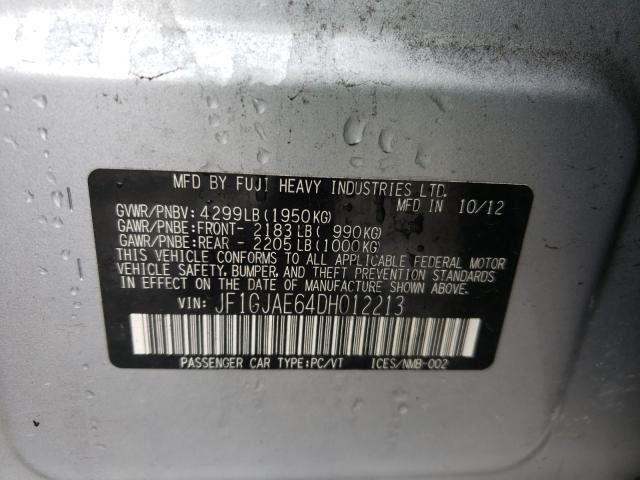 MFD BY FUJI HEAVY INDUSTRIES LTD.
MFD IN 10/12
GVWR/PNBV: 4299LB(1950KG)
GAWR/PNBE:FRONT- 2183LB( 990KG)
GAWR/PNBE:REAR - 2205LB(1000KG)
THIS VEHICLE CONFORMS TO ALL APPLICABLE FEDERAL MOTOR
VEHICLE SAFETY, BUMPER, AND THEFT PREVENTION STANDARDS
IN EFFECT ON THE DATE OF MANUFACTURE SHOWN ABOVE.
VIN: JF1GJAE64DH012213
PASSENGER CAR TYPE:PC/VT ICES/NMB-002